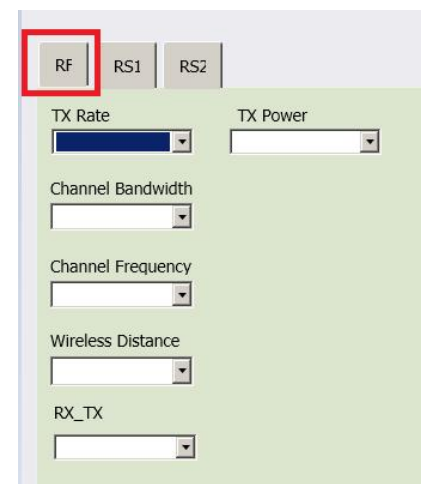 RF RS1 RS2
TX Rate TX Power
Channel Bandwidth
Channel Frequency
Wireless Distance
RX_TX